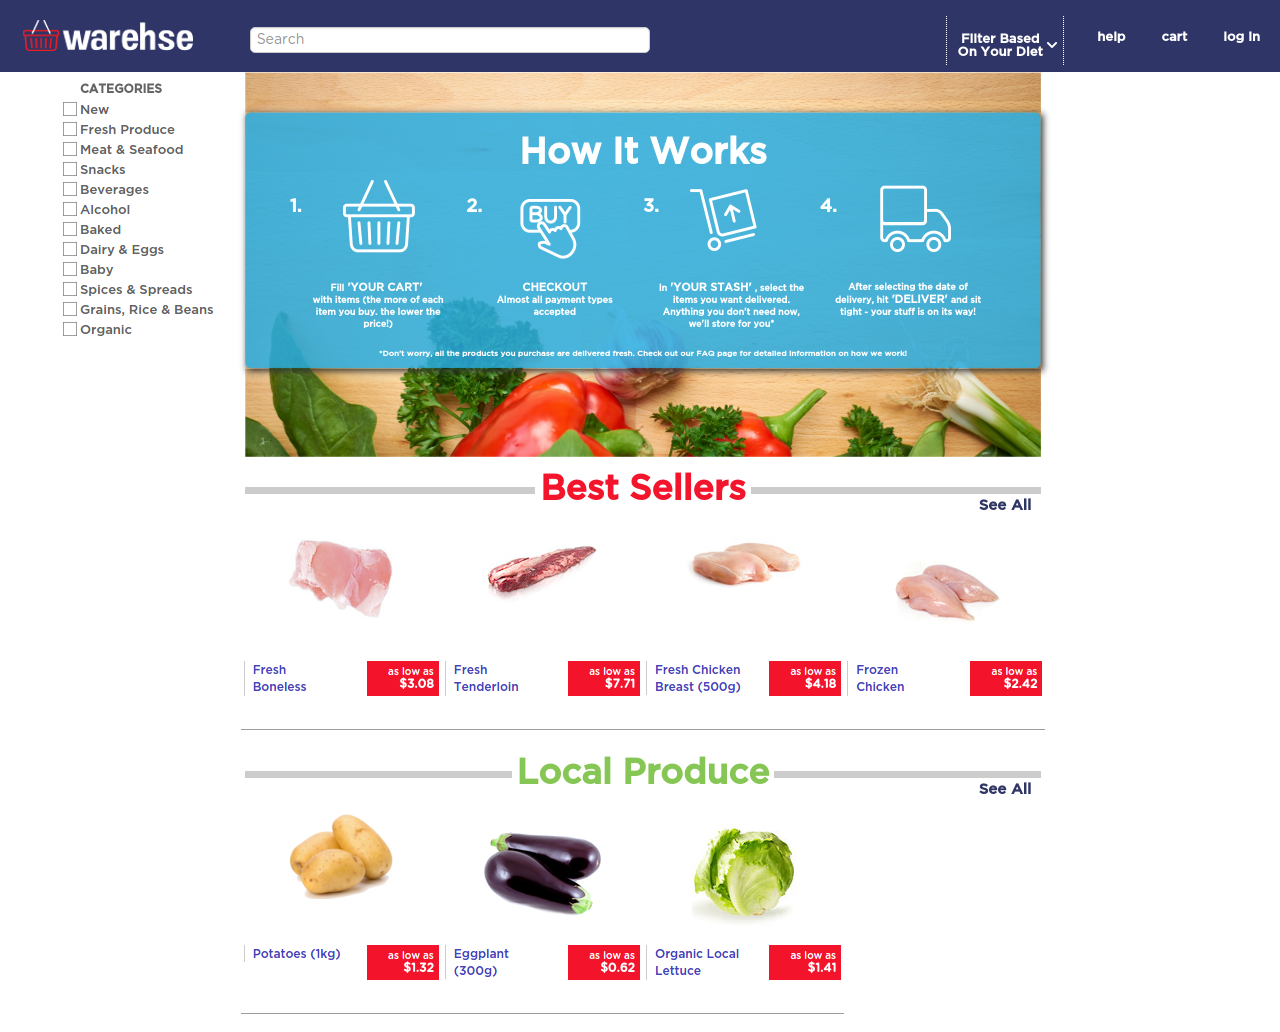 warehse
Search
Filter Based
On Your Diet
help
cart
log in
CATEGORIES
New
Fresh Produce
Meat & Seafood
Snacks
Beverages
Alcohol
Baked
Dairy & Eggs
Baby
Spices & Spreads
Grains, Rice & Beans
Organic
How It Works
1.
2.
BUY
3.
4.
Fill 'YOUR CART'
with items (the more of each
item you buy. the lower the
price!)
CHECKOUT
Almost all payment types
accepted
In 'YOUR STASH' , select the
items you want delivered.
Anything you don't need now,
we'll store for you*
After selecting the date of
delivery, hit 'DELIVER' and sit
tight - your stuff is on its way!
*Don't worry, all the products you purchase are delivered fresh. Check out our FAQ page for detailed information on how we work!
Best Sellers
See All
Fresh
Boneless
as low as
$3.08
Fresh
Tenderloin
as low as
$7.71
Fresh Chicken
Breast (500g)
as low as
$4.18
Frozen
Chicken
as low as
$2.42
Local Produce
See All
Potatoes (1kg)
as low as
$1.32
Eggplant
(300g)
as low as
$0.62
Organic Local
Lettuce
as low as
$1.41